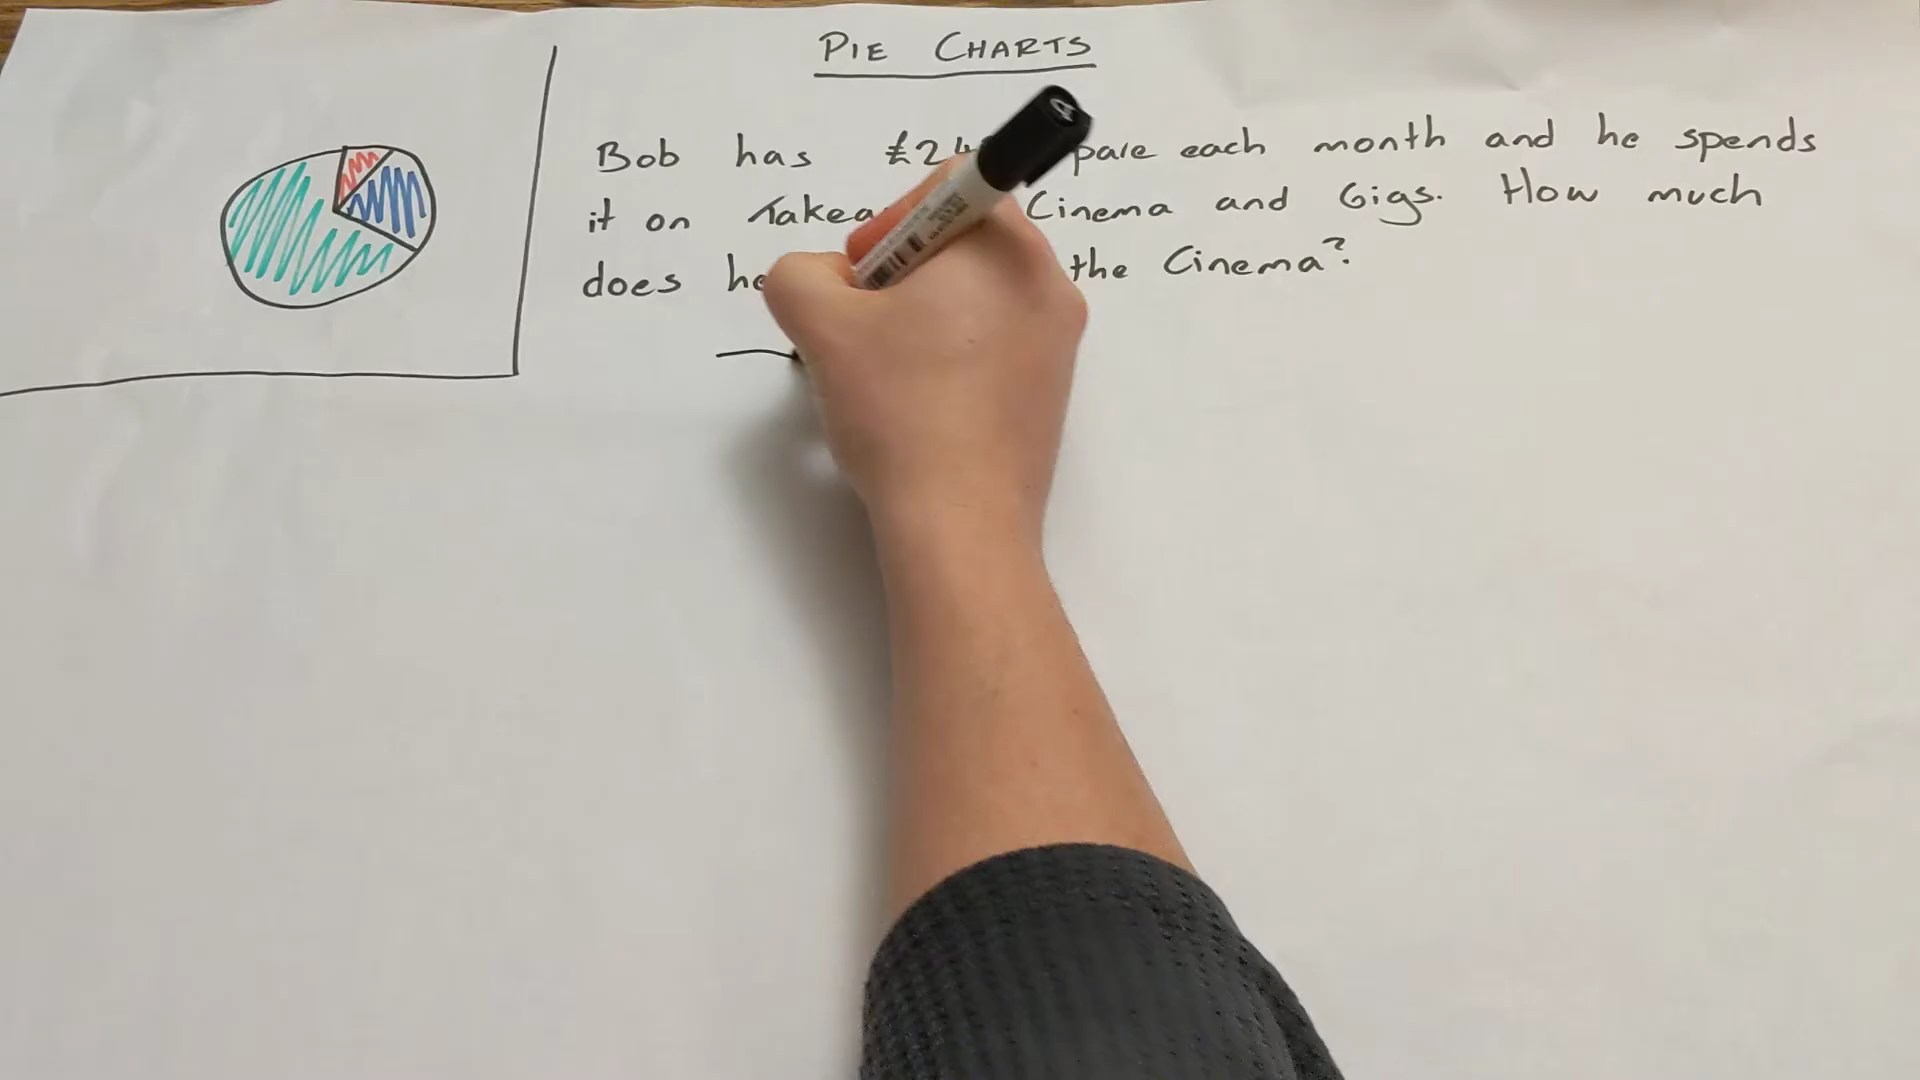 PIE CHARTS
Bob has each month and he spends
it on Cinema and Gigs. How much
does the Cinema?